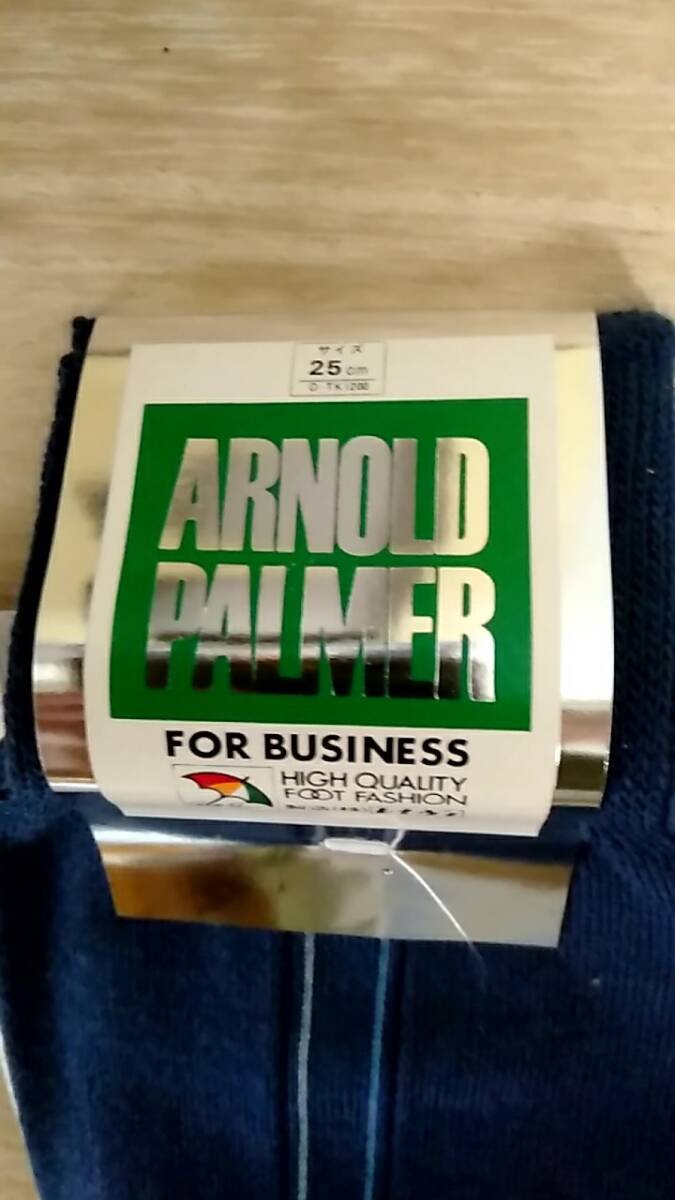 サイズ
25cm
ARNOLD
PALMER
FOR BUSINESS
HIGH QUALITY
FOOT FASHION